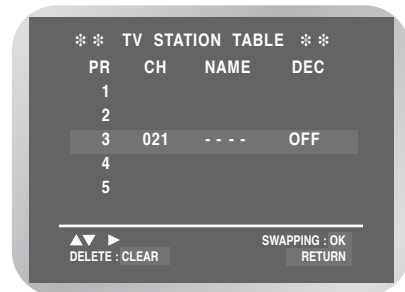 ❇ ❇ TV STATION TABLE ❇ ❇
PR CH NAME DEC
1
2
3 021 - - - - OFF
4
5
▲▼ ▶ SWAPPING : OK
DELETE : CLEAR RETURN